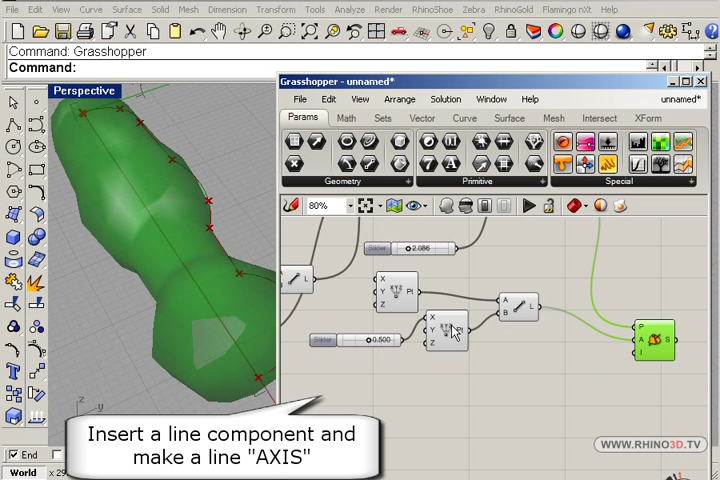 File Edit View Curve Surface Solid Mesh Dimension Transform Tools Analyze Render RhinoShoe Zebra RhinoGold Flamingo nXt Help
Command: Grasshopper
Command:
Perspective
Grasshopper - unnamed*
File Edit View Arrange Solution Window Help unnamed*
Params Math Sets Vector Curve Surface Mesh Intersect XForm
Geometry Primitive Special
80%
Slider 2.086
L
X
Y
Z
Pt
XYZ
A
B
L
Slider 0.500
X
Y
Z
Pt
XYZ
P
A
I
S
z
y
Insert a line component and
make a line "AXIS"
WWW.RHINO3D.TV
End
World